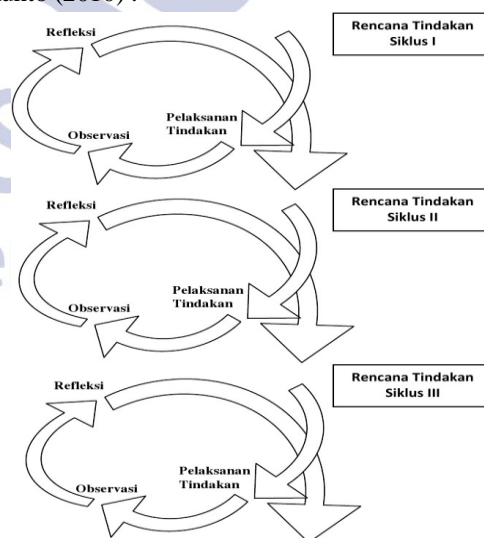 (2010) :
Refleksi
Rencana Tindakan
Siklus I
Pelaksanan
Tindakan
Observasi
Refleksi
Rencana Tindakan
Siklus II
Pelaksanan
Tindakan
Observasi
Refleksi
Rencana Tindakan
Siklus III
Pelaksanan
Tindakan
Observasi